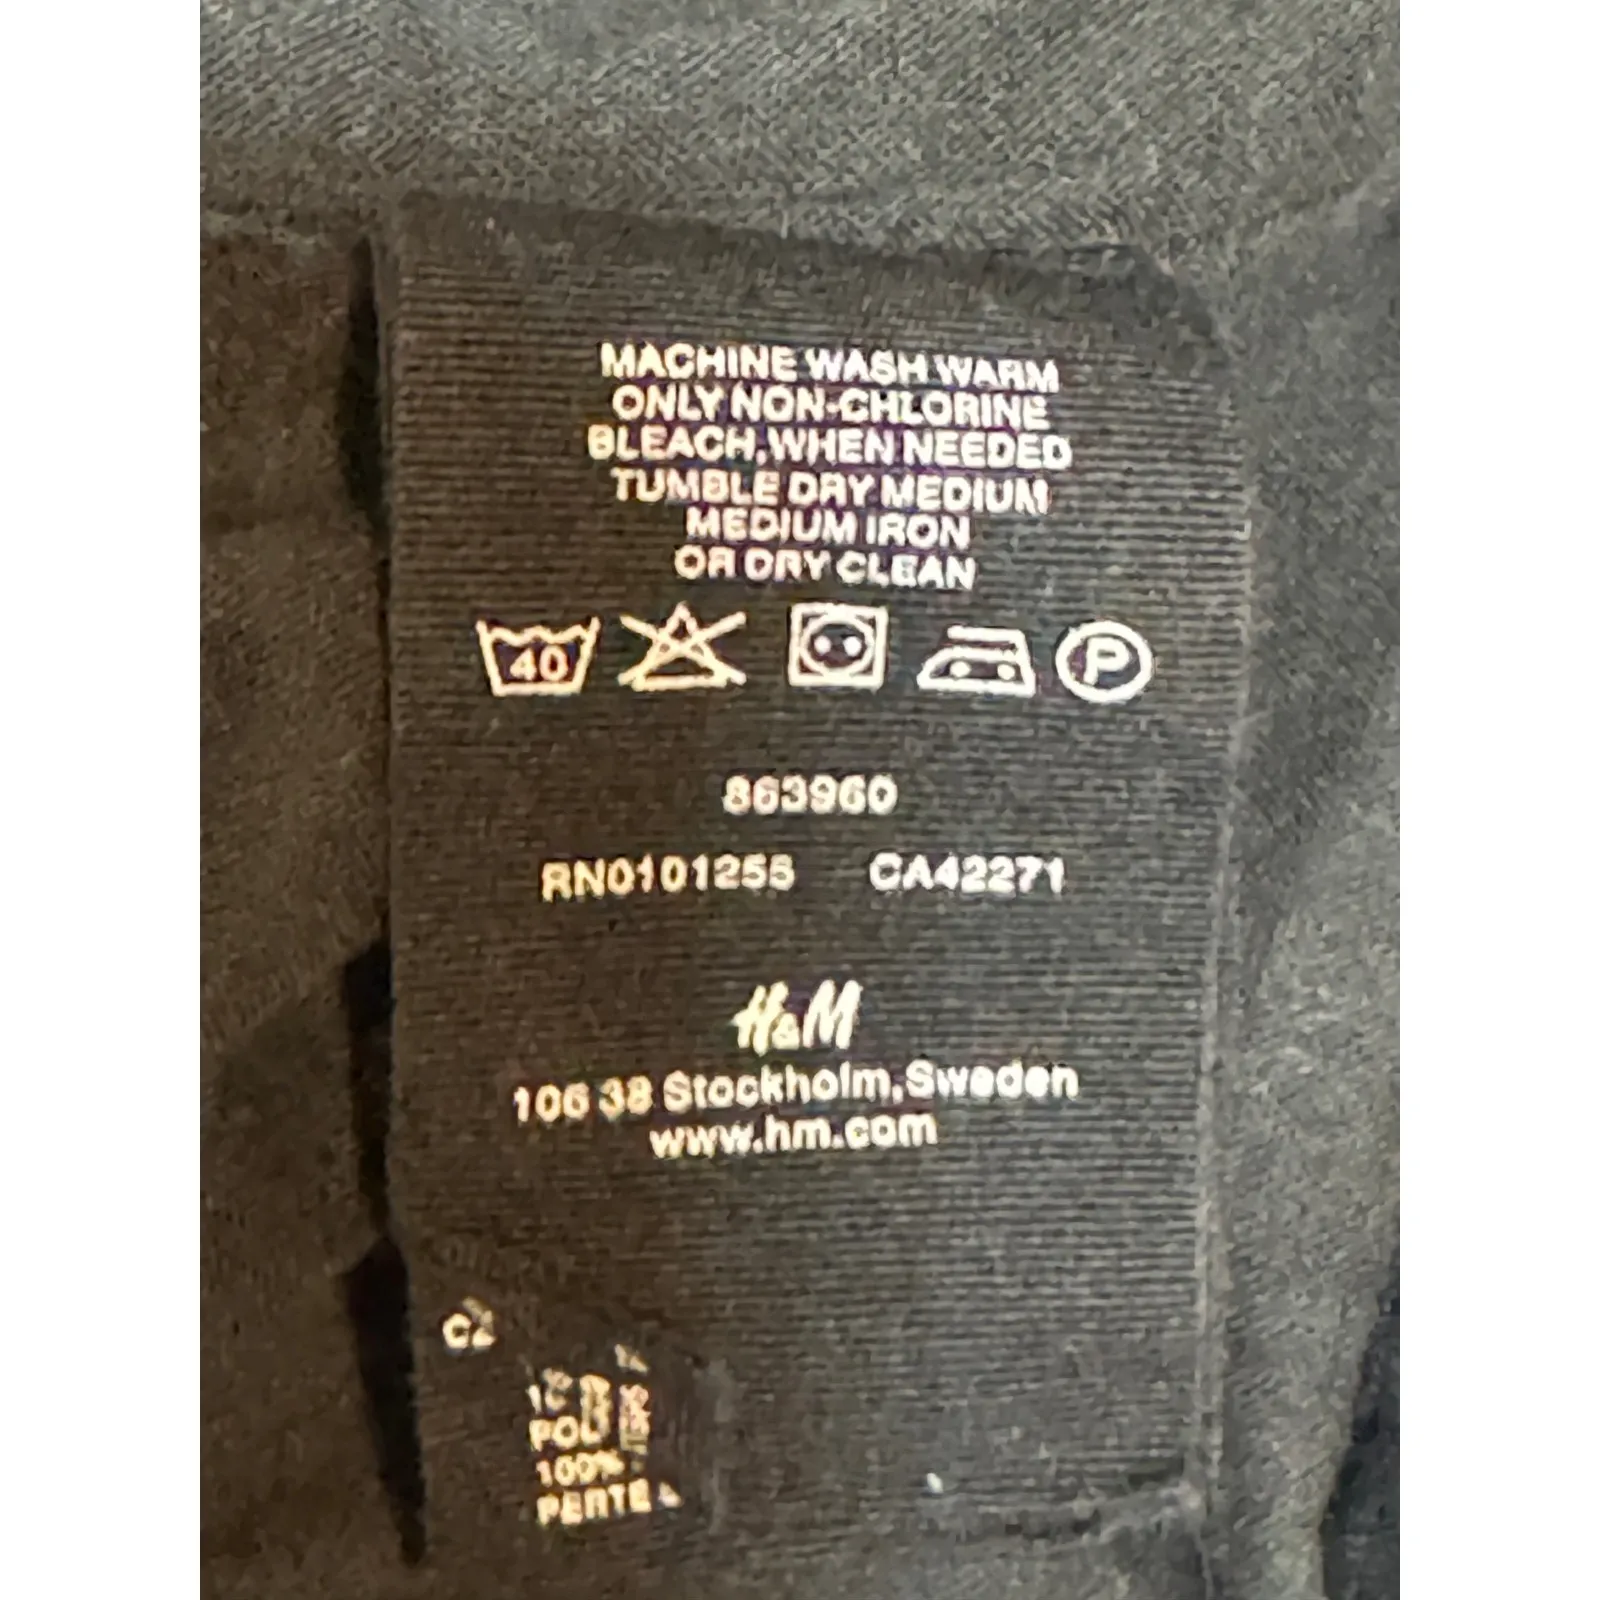 MACHINE WASH WARM
ONLY NON-CHLORINE
BLEACH,WHEN NEEDED
TUMBLE DRY MEDIUM
MEDIUM IRON
OR DRY CLEAN
40 P
863960
RN0101255 CA42271
H&M
106 38 Stockholm,Sweden
www.hm.com
100%